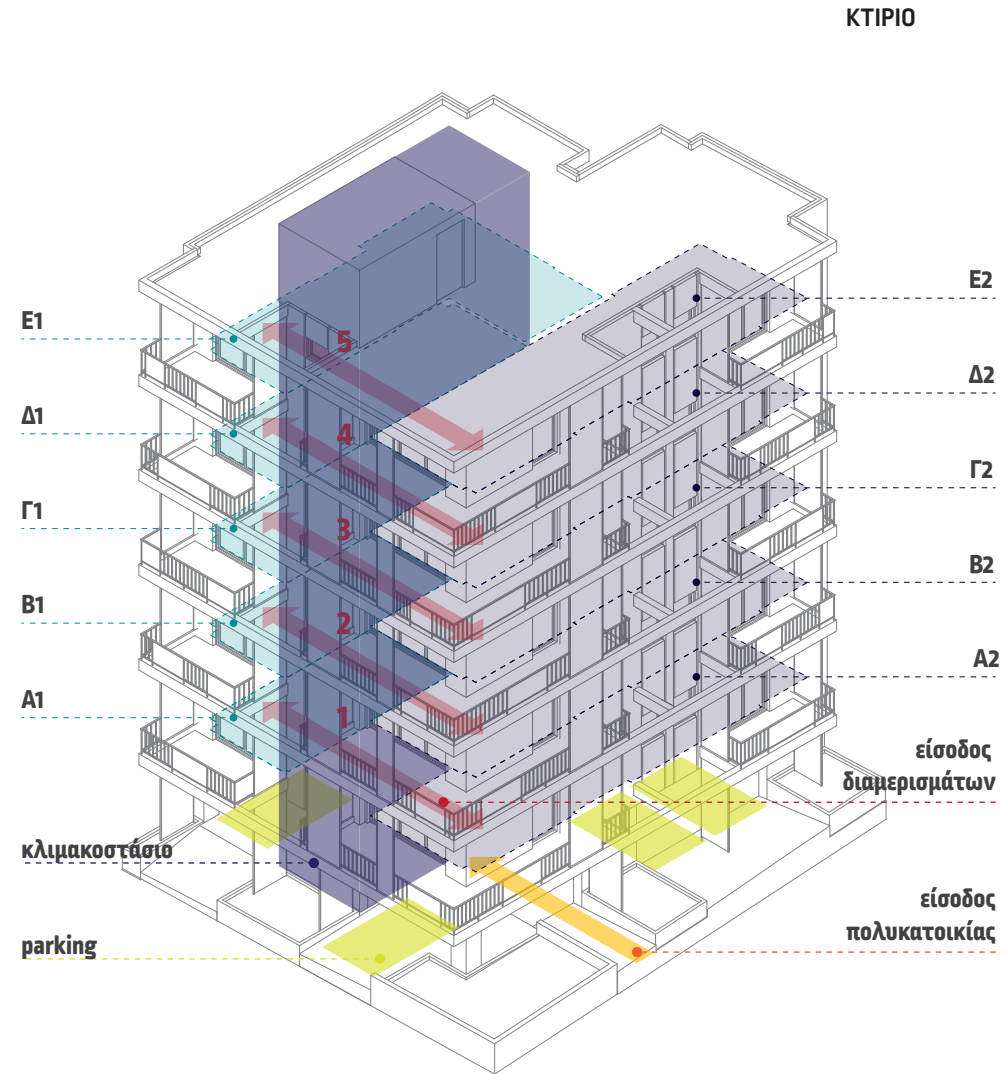 ΚΤΙΡΙΟ
Ε2
Ε1
5
Δ2
Δ1
4
Γ2
Γ1
3
Β2
Β1
2
Α2
Α1
1
είσοδος
διαμερισμάτων
κλιμακοστάσιο
είσοδος
πολυκατοικίας
parking